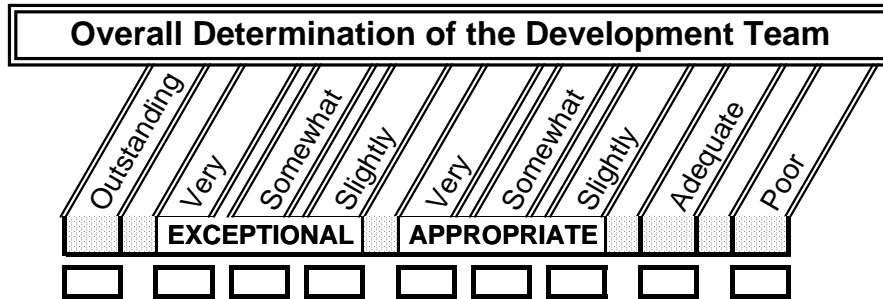 Overall Determination of the Development Team
Outstanding
Very
Somewhat
Slightly
Very
Somewhat
Slightly
Adequate
Poor
EXCEPTIONAL
APPROPRIATE